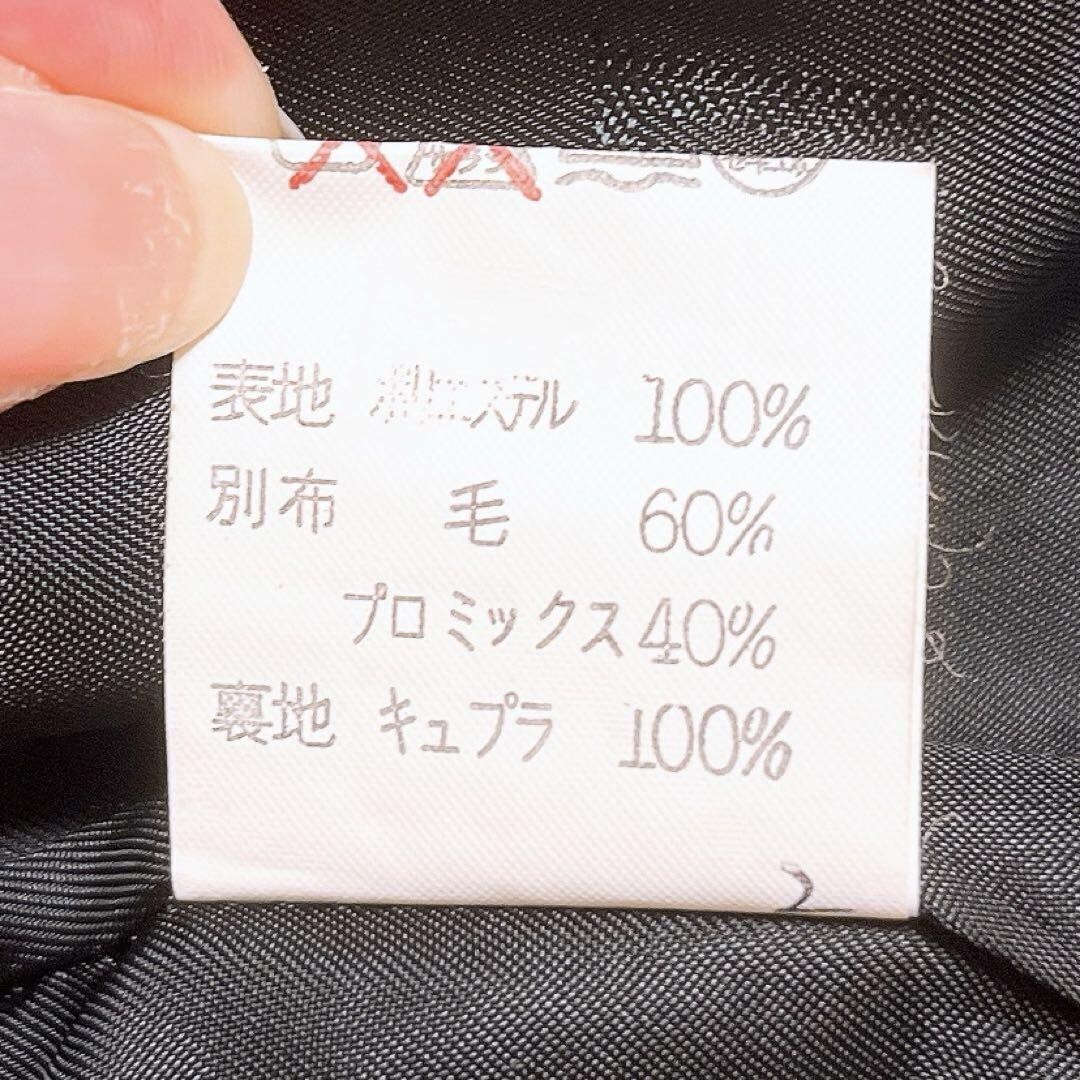 表地 ポリエステル 100%
別布 毛 60%
プロミックス 40%
裏地 キュプラ 100%
2